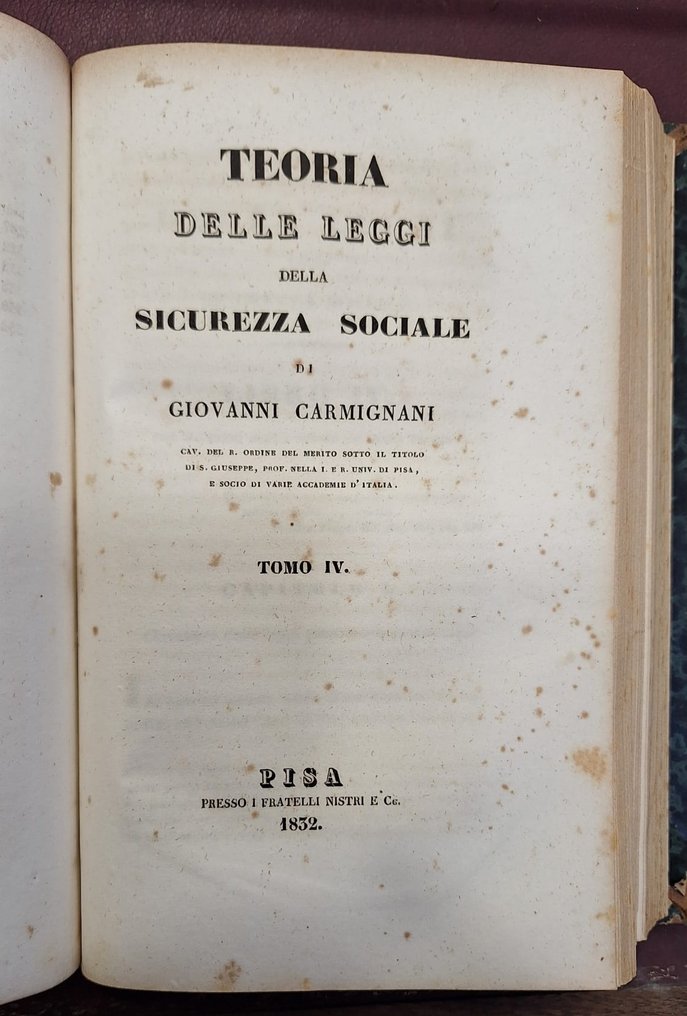 TEORIA
DELLE LEGGI
DELLA
SICUREZZA SOCIALE
DI
GIOVANNI CARMIGNANI
CAV. DEL R. ORDINE DEL MERITO SOTTO IL TITOLO
DI S. GIUSEPPE, PROF. NELLA I. E R. UNIV. DI PISA,
E SOCIO DI VARIE ACCADEMIE D'ITALIA.
TOMO IV.
PISA
PRESSO I FRATELLI NISTRI E Cc.
1832.